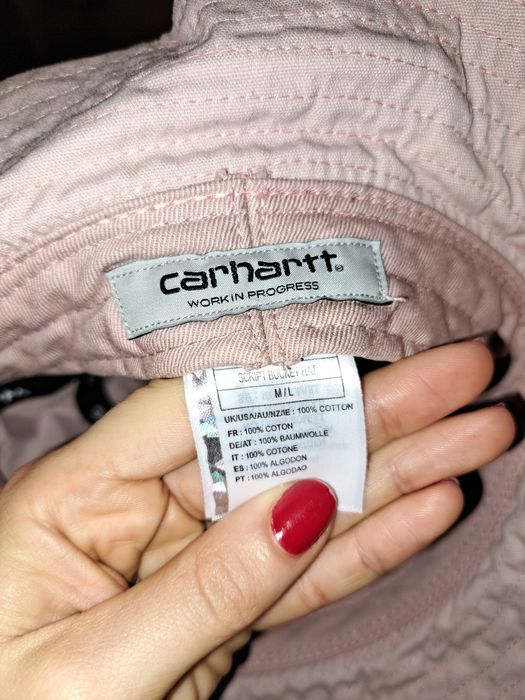 carhartt®
WORK IN PROGRESS
SCRIPT BUCKET HAT
M/L
UK/USA/AU/NZ/IE : 100% COTTON
FR : 100% COTON
DE/AT : 100% BAUMWOLLE
IT : 100% COTONE
ES : 100% ALGODON
PT : 100% ALGODAO